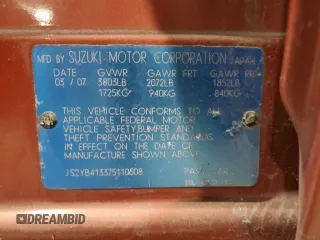 MFD BY SUZUKI MOTOR CORPORATION JAPAN
DATE GVWR GAWR FRT GAWR RR
03 / 07 3803LB 2072LB 1853LB
1725KG 940KG 840KG
THIS VEHICLE CONFORMS TO ALL
APPLICABLE FEDERAL MOTOR
VEHICLE SAFETY, BUMPER AND
THEFT PREVENTION STANDARDS
IN EFFECT ON THE DATE OF
MANUFACTURE SHOWN ABOVE.
JS2YB413375110508
DREAMBID